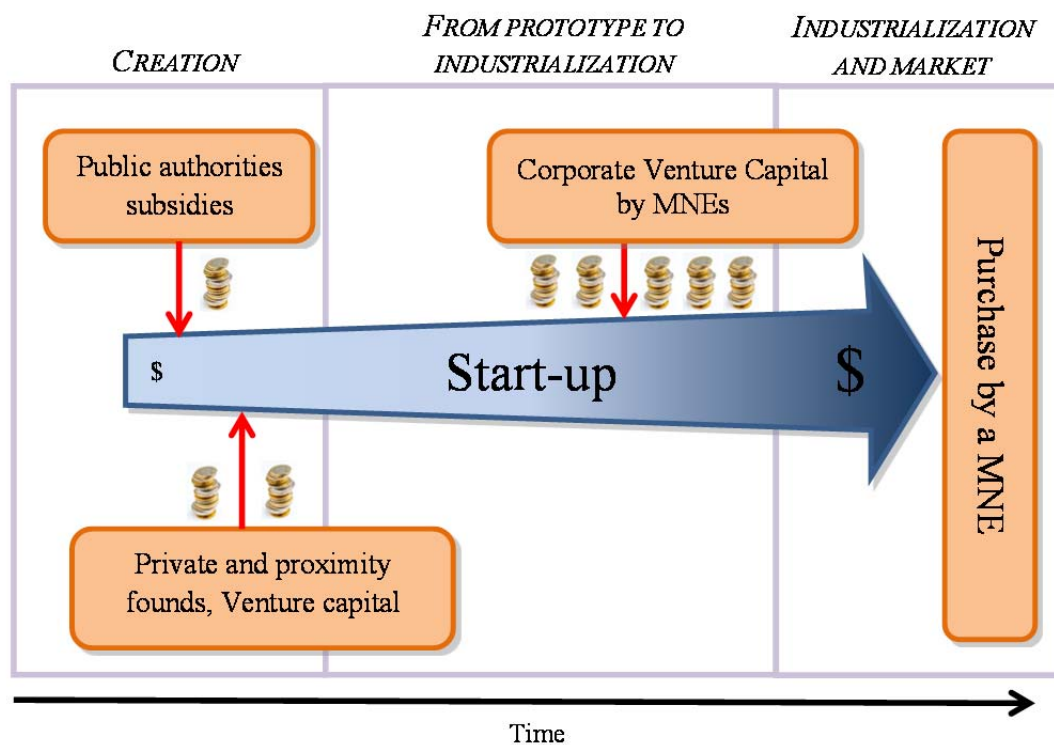 CREATION
FROM PROTOTYPE TO
INDUSTRIALIZATION
INDUSTRIALIZATION
AND MARKET
Public authorities
subsidies
Corporate Venture Capital
by MNEs
$
Start-up
$
Purchase by a MNE
Private and proximity
founds, Venture capital
Time